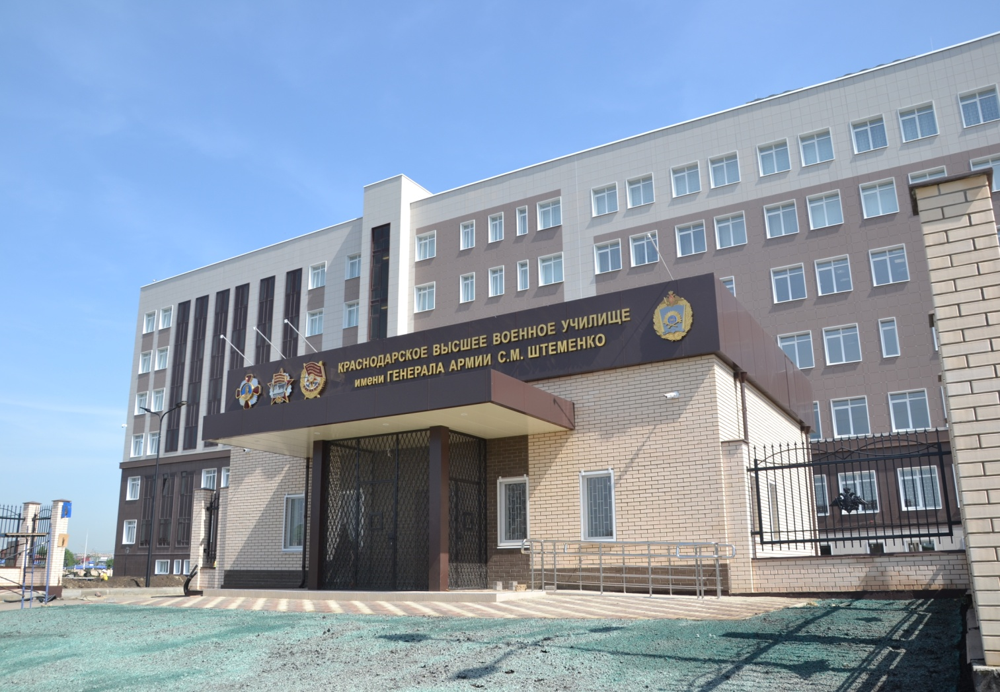 КРАСНОДАРСКОЕ ВЫСШЕЕ ВОЕННОЕ УЧИЛИЩЕ
имени ГЕНЕРАЛА АРМИИ С.М. ШТЕМЕНКО